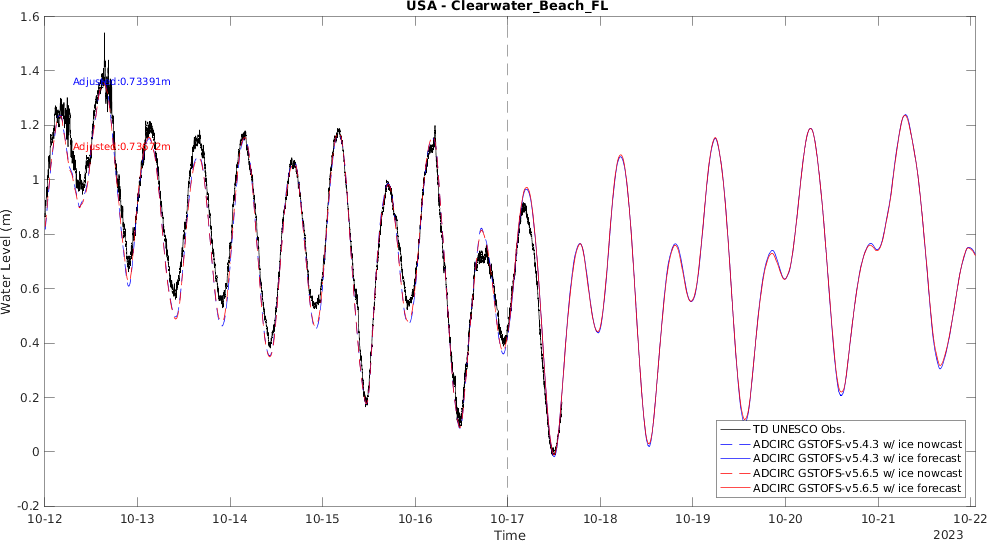 USA - Clearwater_Beach_FL
1.6
1.4
1.2
1
0.8
0.6
0.4
0.2
0
-0.2
Water Level (m)
Adjusted:0.73391m
TD UNESCO Obs.
ADCIRC GSTOFS-v5.4.3 w/ ice nowcast
ADCIRC GSTOFS-v5.4.3 w/ ice forecast
ADCIRC GSTOFS-v5.6.5 w/ ice nowcast
ADCIRC GSTOFS-v5.6.5 w/ ice forecast
10-12 10-13 10-14 10-15 10-16 10-17 10-18 10-19 10-20 10-21 10-22
Time
2023